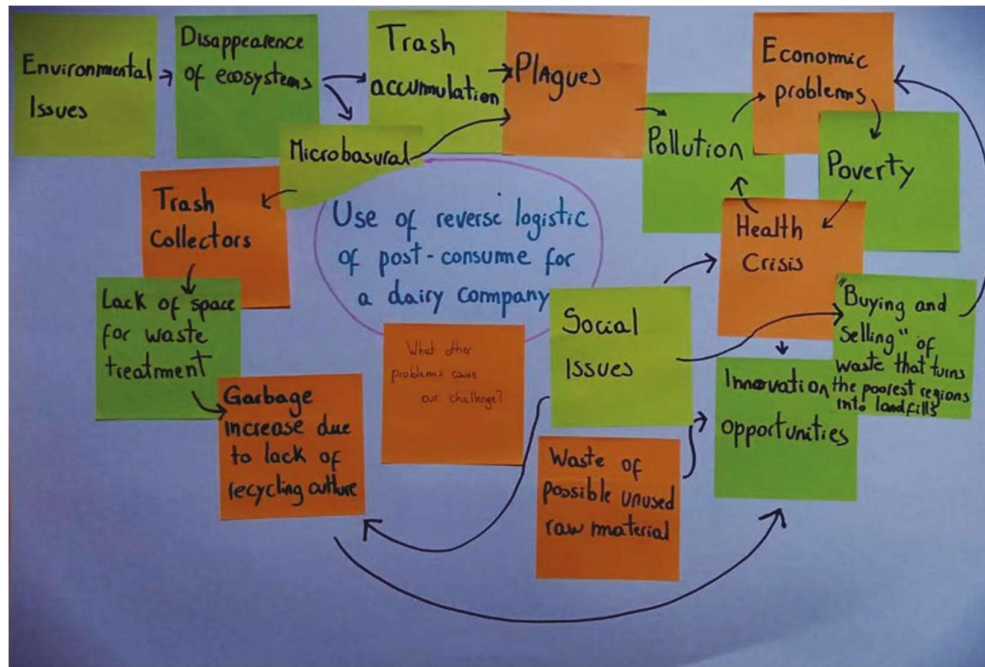 Environmental
Issues
Disappearence
of ecosystems
Trash
accumulation
Plagues
Economic
problems
Microbasural
Pollution
Poverty
Trash
Collectors
Use of reverse logistic
of post-consume for
a dairy company
Health
Crisis
Lack of space
for waste
treatment
Social
Issues
"Buying and
Selling" of
waste that turns
the poorest regions
into landfills
What other
problems cause
our challenge?
Innovation
opportunities
Garbage
increase due
to lack of
recycling culture
Waste of
possible unused
raw material